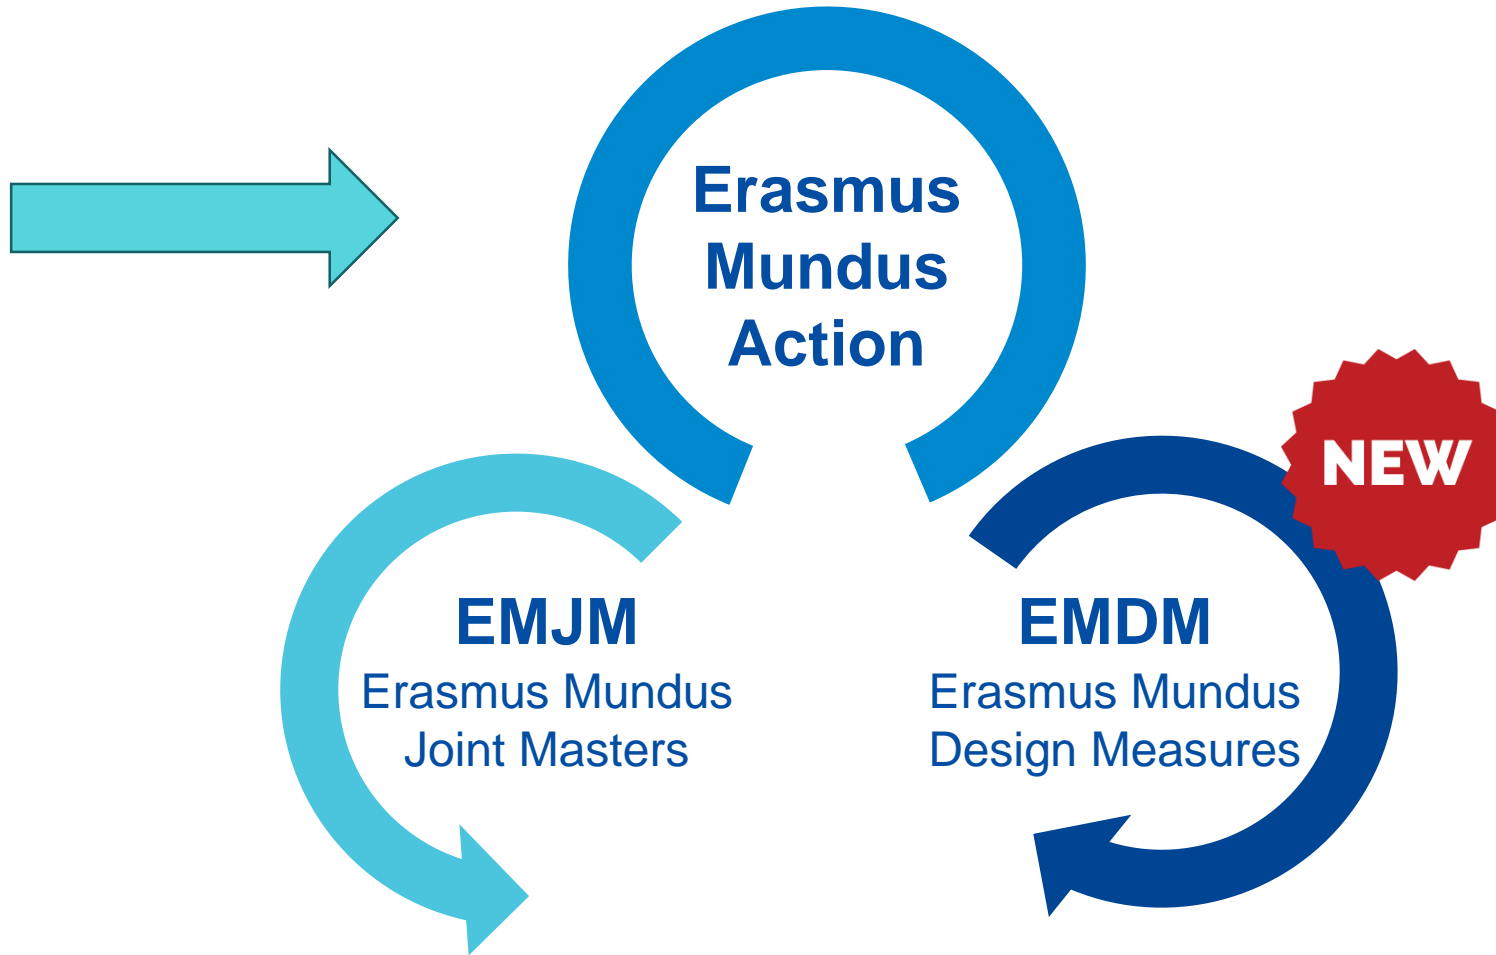 Erasmus
Mundus
Action
NEW
EMJM
Erasmus Mundus
Joint Masters
EMDM
Erasmus Mundus
Design Measures